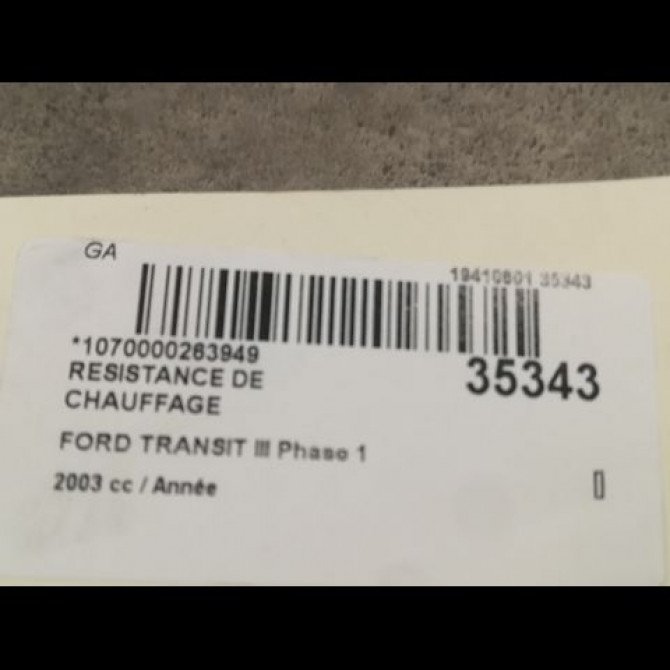 GA
19410801 35343
*1070000263949
35343
RESISTANCE DE
CHAUFFAGE
FORD TRANSIT III Phase 1
2003 cc / Année